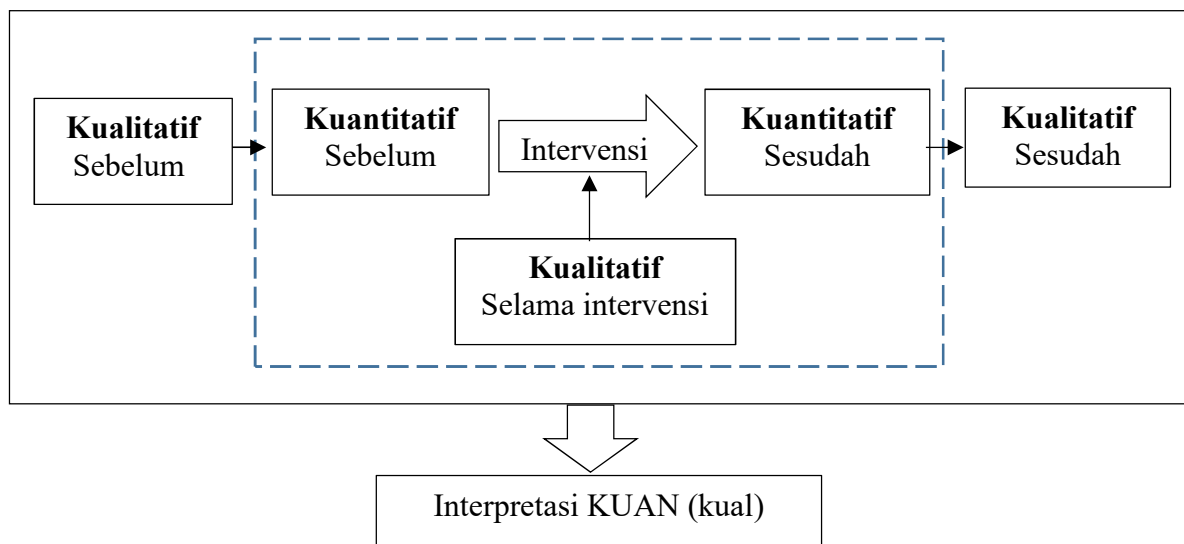 Kualitatif
Sebelum
Kuantitatif
Sebelum
Intervensi
Kuantitatif
Sesudah
Kualitatif
Sesudah
Kualitatif
Selama intervensi
Interpretasi KUAN (kual)